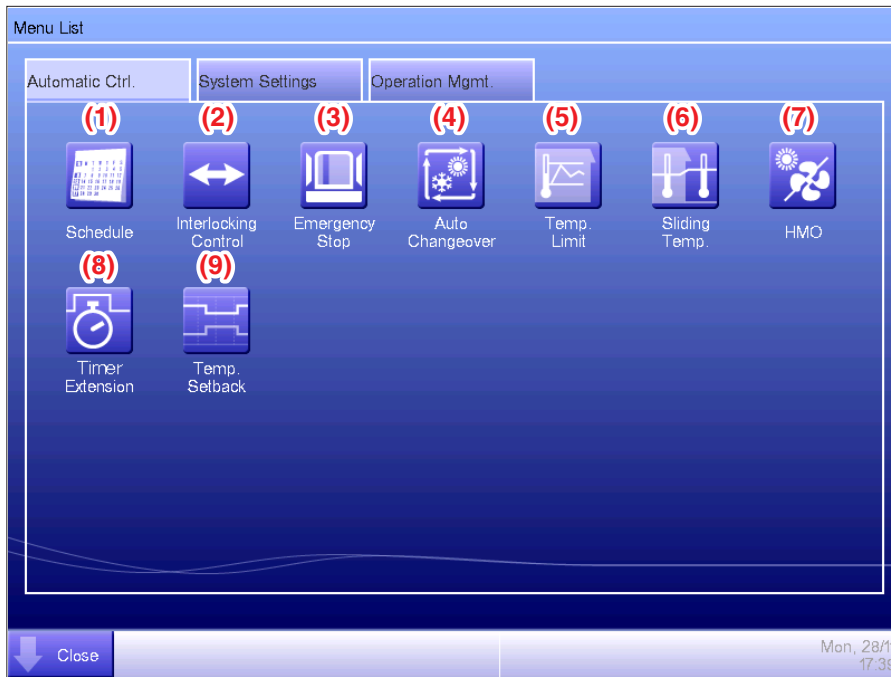 Menu List
Automatic Ctrl. System Settings Operation Mgmt.
(1) (2) (3) (4) (5) (6) (7)
Schedule
Interlocking
Control
Emergency
Stop
Auto
Changeover
Temp.
Limit
Sliding
Temp.
HMO
(8) (9)
Timer
Extension
Temp.
Setback
Close
Mon, 28/1
17:39